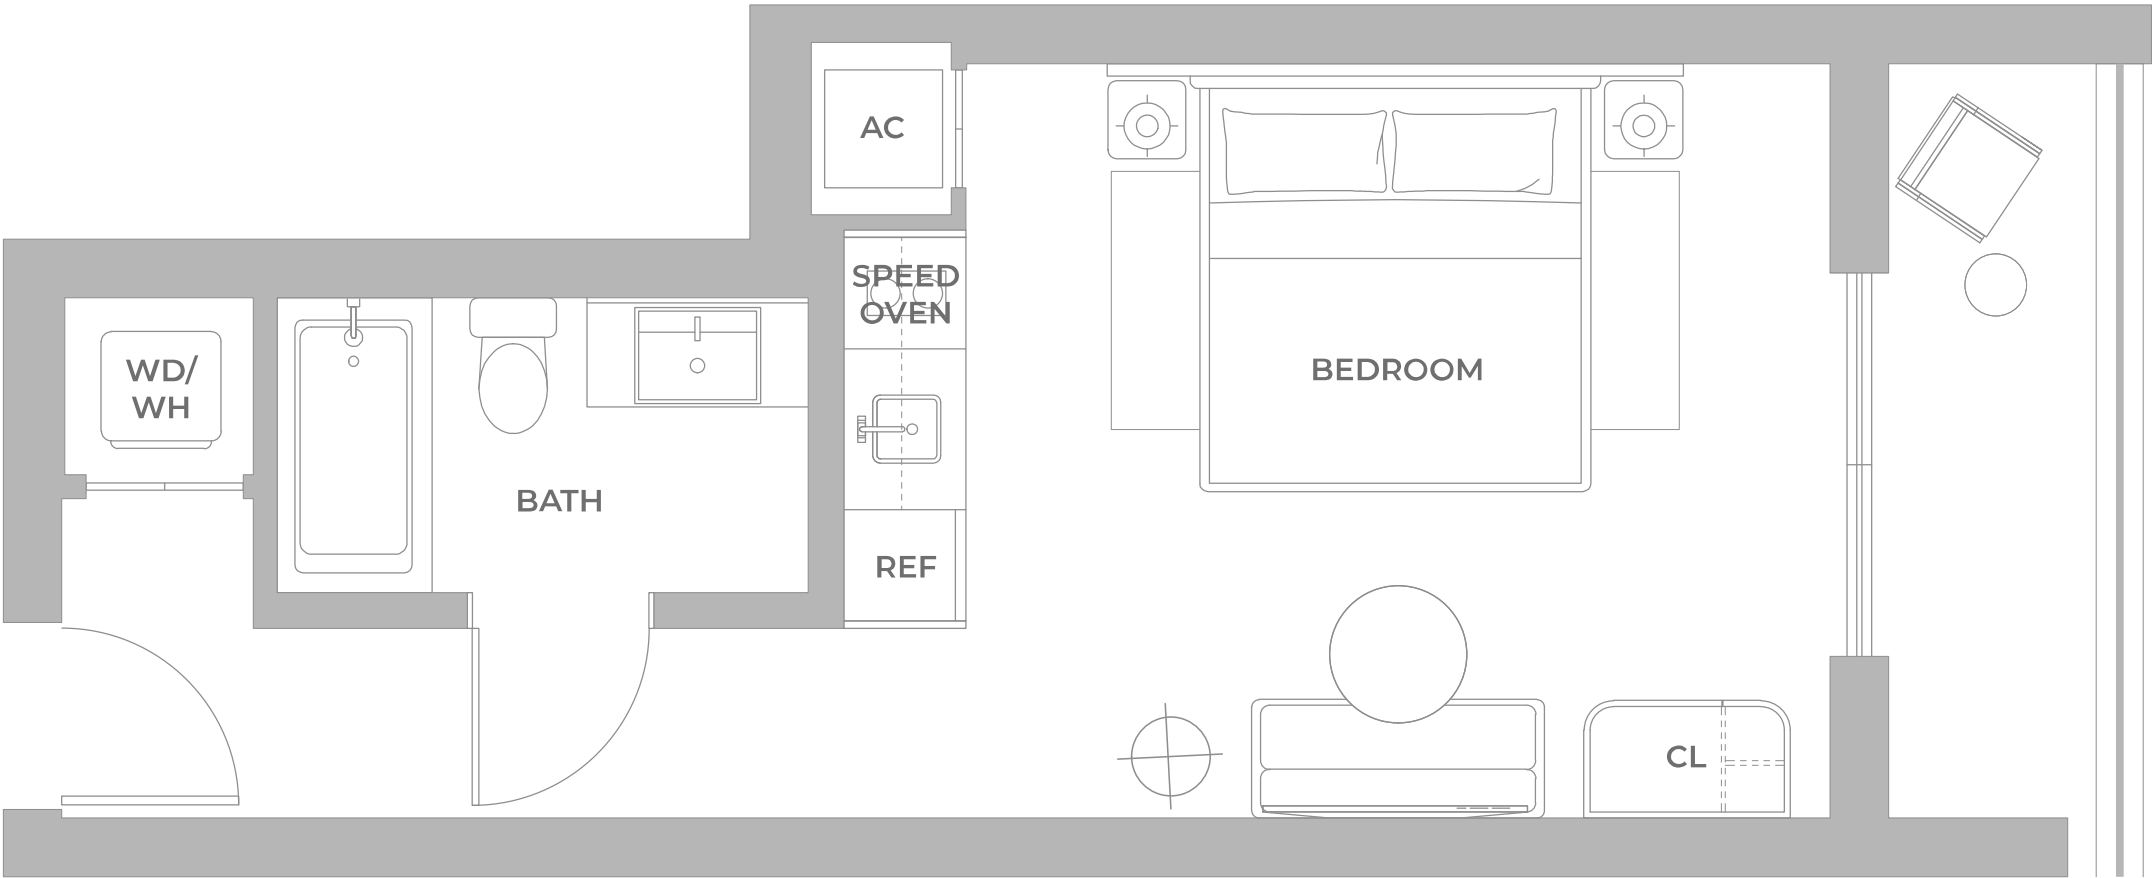 AC
SPEED
OVEN
WD/
WH
BEDROOM
BATH
REF
CL